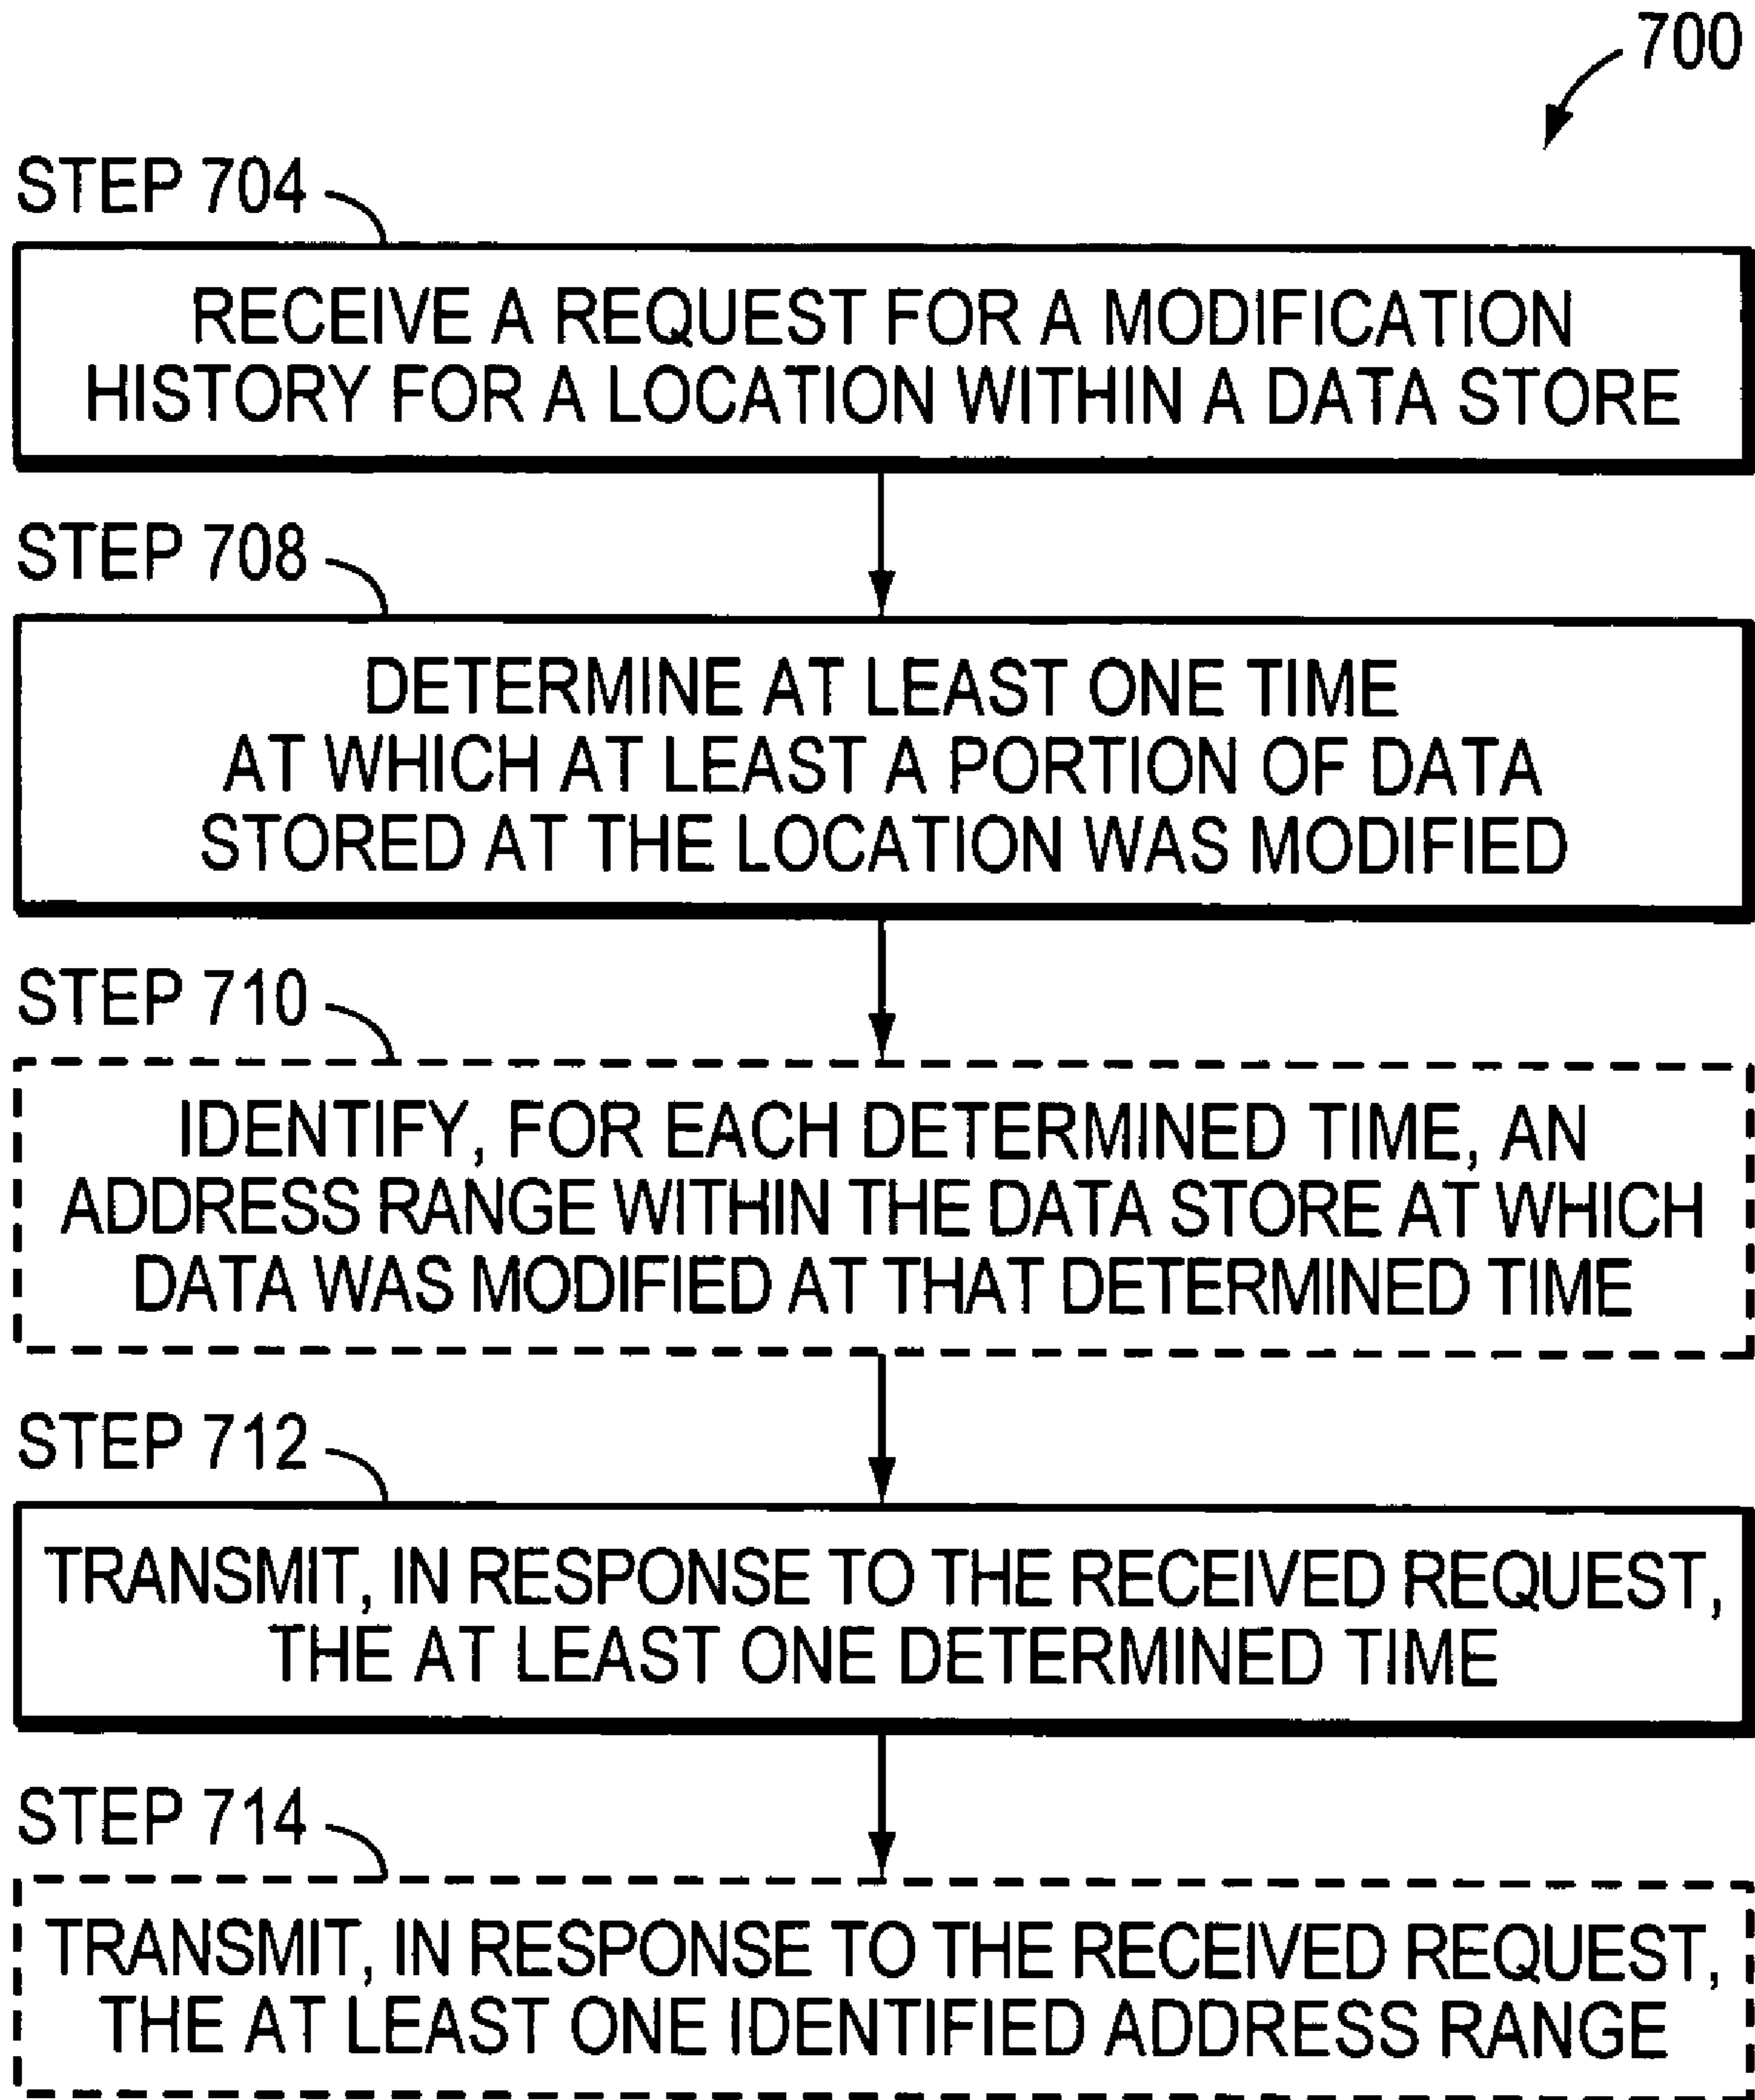 700
STEP 704
RECEIVE A REQUEST FOR A MODIFICATION
HISTORY FOR A LOCATION WITHIN A DATA STORE
STEP 708
DETERMINE AT LEAST ONE TIME
AT WHICH AT LEAST A PORTION OF DATA
STORED AT THE LOCATION WAS MODIFIED
STEP 710
IDENTIFY, FOR EACH DETERMINED TIME, AN
ADDRESS RANGE WITHIN THE DATA STORE AT WHICH
DATA WAS MODIFIED AT THAT DETERMINED TIME
STEP 712
TRANSMIT, IN RESPONSE TO THE RECEIVED REQUEST,
THE AT LEAST ONE DETERMINED TIME
STEP 714
TRANSMIT, IN RESPONSE TO THE RECEIVED REQUEST,
THE AT LEAST ONE IDENTIFIED ADDRESS RANGE